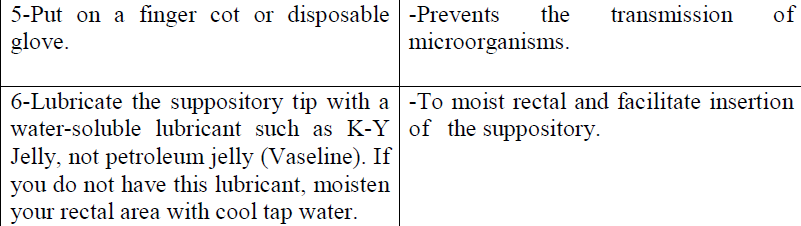 5-Put on a finger cot or disposable
glove.
-Prevents the transmission of
microorganisms.
6-Lubricate the suppository tip with a
water-soluble lubricant such as K-Y
Jelly, not petroleum jelly (Vaseline). If
you do not have this lubricant, moisten
your rectal area with cool tap water.
-To moist rectal and facilitate insertion
of the suppository.